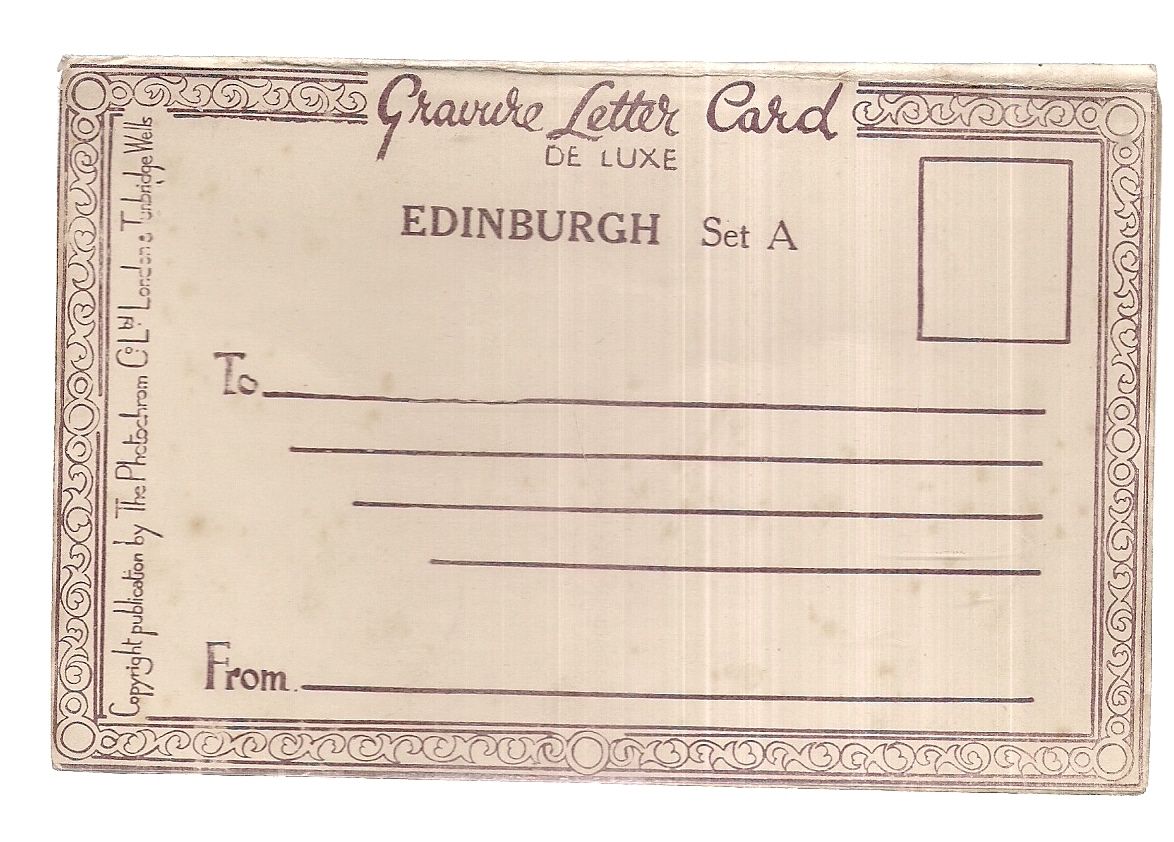 Gravure Letter Card
DE LUXE
EDINBURGH Set A
To
From
Copyright publication by The Photochrom Co. Ltd. London & Tunbridge Wells